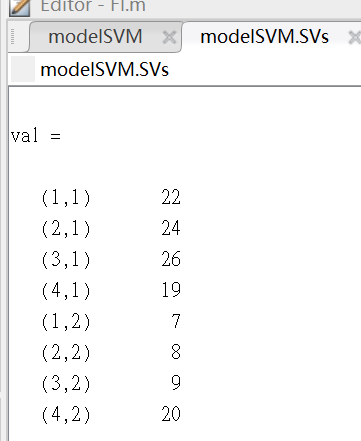 Editor - FI.m
modelSVM
modelSVM.SVs
modelSVM.SVs
val =
(1,1) 22
(2,1) 24
(3,1) 26
(4,1) 19
(1,2) 7
(2,2) 8
(3,2) 9
(4,2) 20